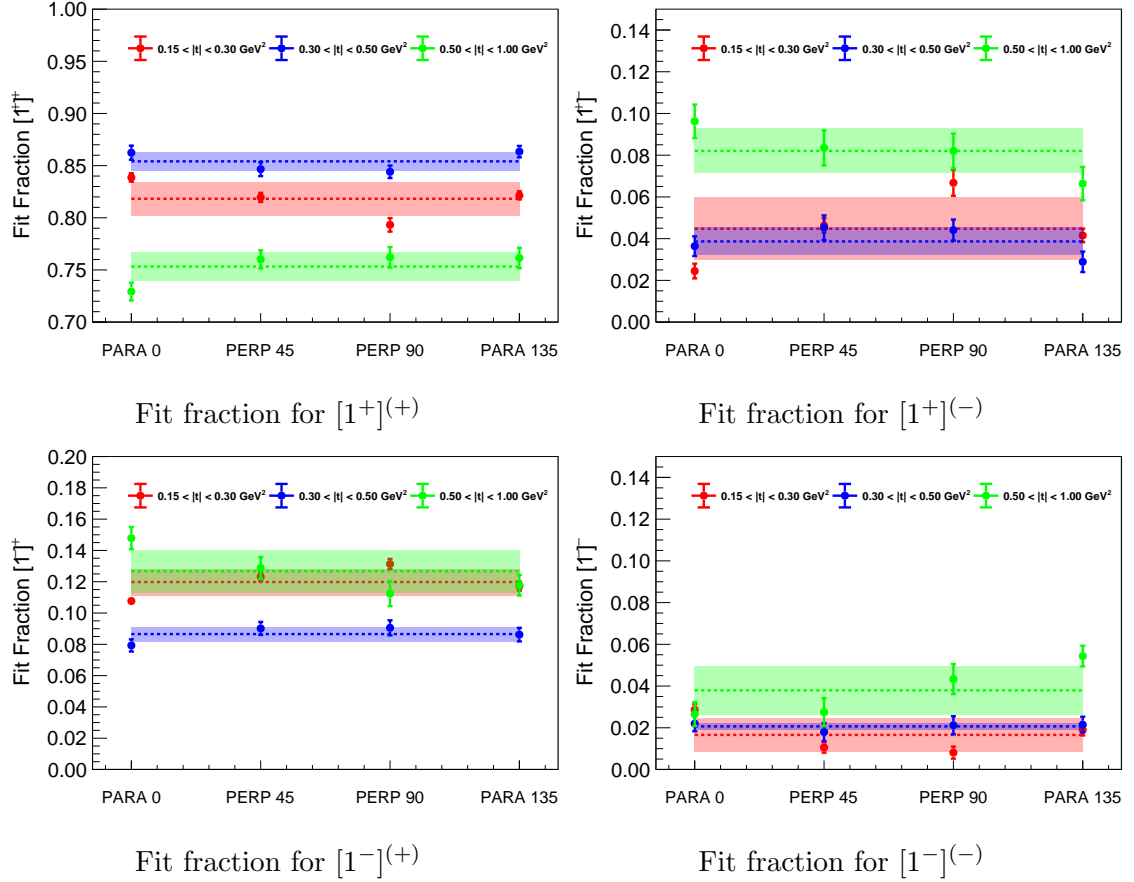 Fit Fraction [1⁺]⁺
1.00
0.95
0.90
0.85
0.80
0.75
0.70
0.15 < |t| < 0.30 GeV²
0.30 < |t| < 0.50 GeV²
0.50 < |t| < 1.00 GeV²
PARA 0
PERP 45
PERP 90
PARA 135
Fit fraction for [1⁺]⁽⁺⁾
Fit Fraction [1⁺]⁻
0.14
0.12
0.10
0.08
0.06
0.04
0.02
0.00
0.15 < |t| < 0.30 GeV²
0.30 < |t| < 0.50 GeV²
0.50 < |t| < 1.00 GeV²
PARA 0
PERP 45
PERP 90
PARA 135
Fit fraction for [1⁺]⁽⁻⁾
Fit Fraction [1⁻]⁺
0.20
0.18
0.16
0.14
0.12
0.10
0.08
0.06
0.04
0.02
0.00
0.15 < |t| < 0.30 GeV²
0.30 < |t| < 0.50 GeV²
0.50 < |t| < 1.00 GeV²
PARA 0
PERP 45
PERP 90
PARA 135
Fit fraction for [1⁻]⁽⁺⁾
Fit Fraction [1⁻]⁻
0.14
0.12
0.10
0.08
0.06
0.04
0.02
0.00
0.15 < |t| < 0.30 GeV²
0.30 < |t| < 0.50 GeV²
0.50 < |t| < 1.00 GeV²
PARA 0
PERP 45
PERP 90
PARA 135
Fit fraction for [1⁻]⁽⁻⁾